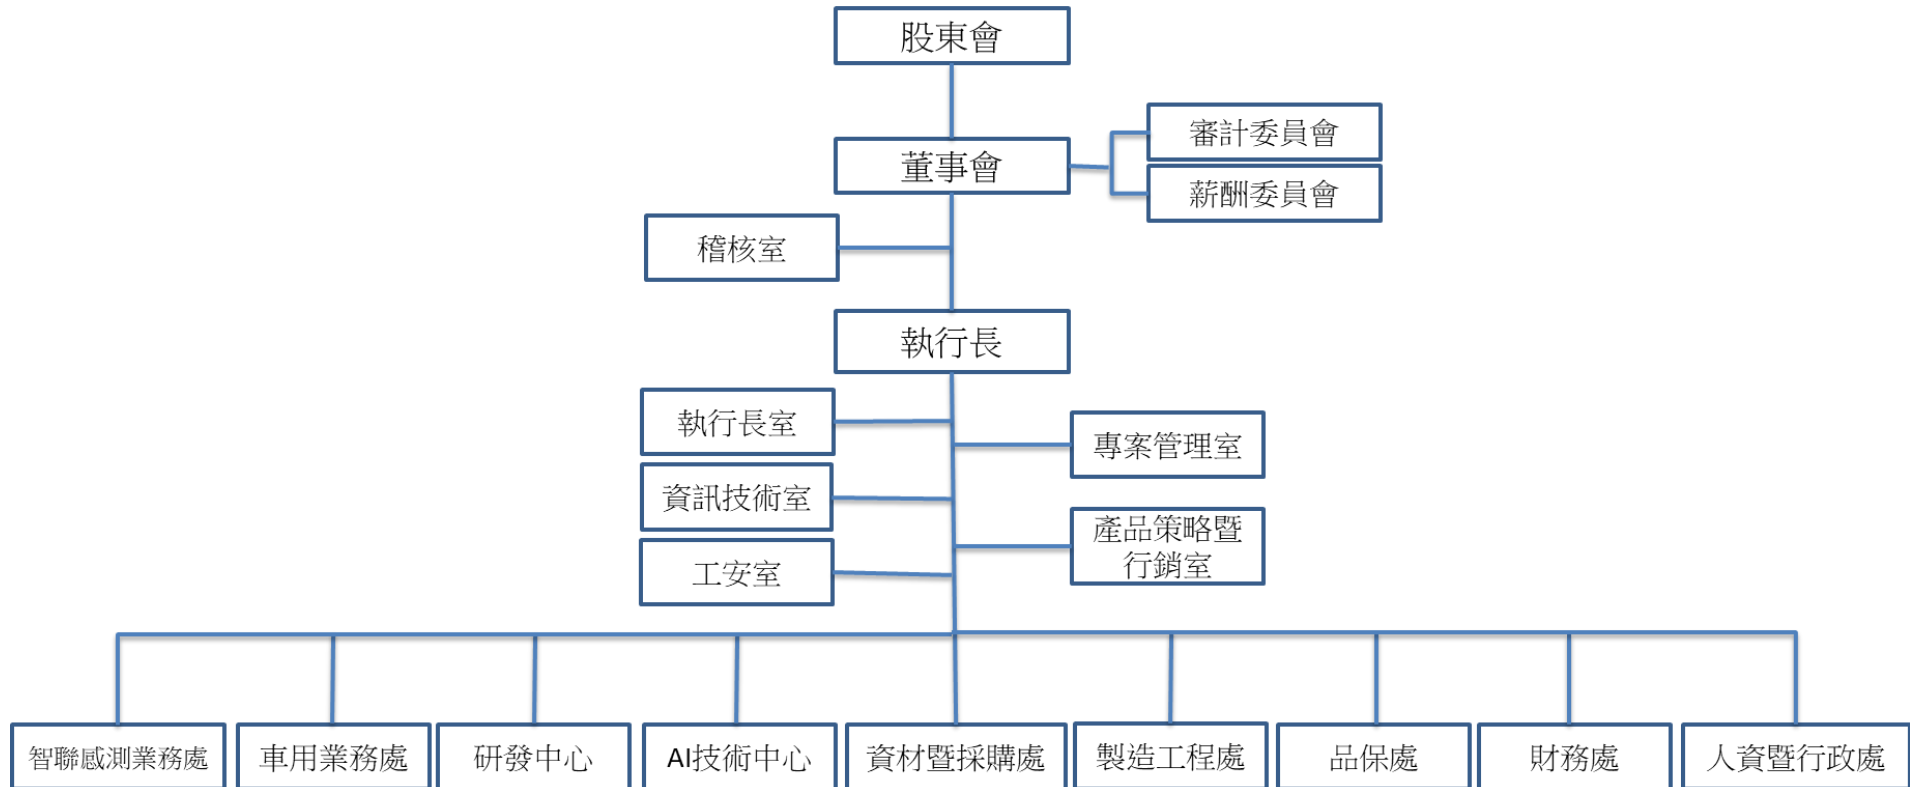 股東會
董事會
審計委員會
薪酬委員會
稽核室
執行長
執行長室
專案管理室
資訊技術室
產品策略暨
行銷室
工安室
智聯感測業務處
車用業務處
研發中心
AI技術中心
資材暨採購處
製造工程處
品保處
財務處
人資暨行政處